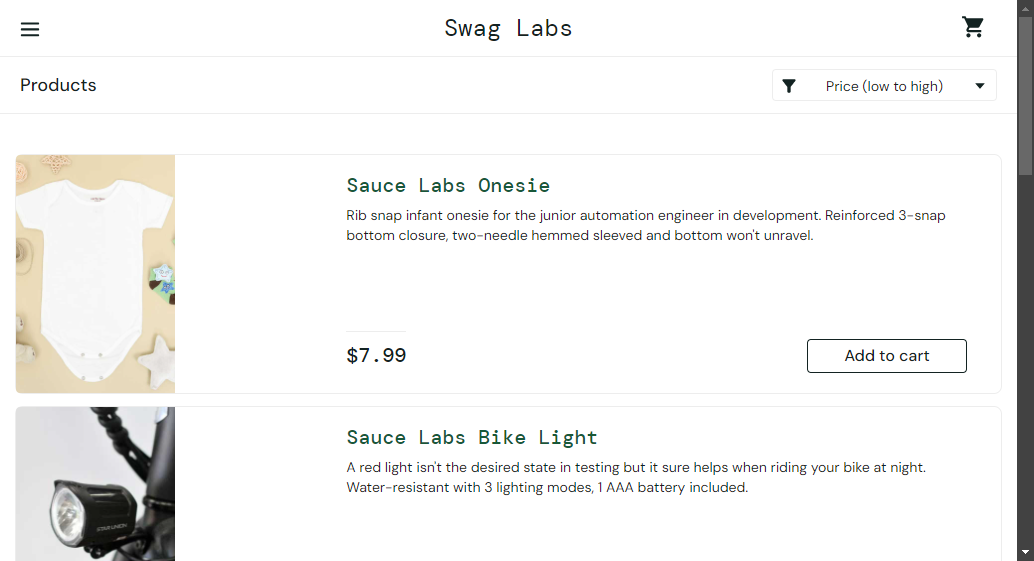 Swag Labs
Products
Price (low to high)
Sauce Labs Onesie
Rib snap infant onesie for the junior automation engineer in development. Reinforced 3-snap
bottom closure, two-needle hemmed sleeved and bottom won't unravel.
$7.99
Add to cart
Sauce Labs Bike Light
A red light isn't the desired state in testing but it sure helps when riding your bike at night.
Water-resistant with 3 lighting modes, 1 AAA battery included.